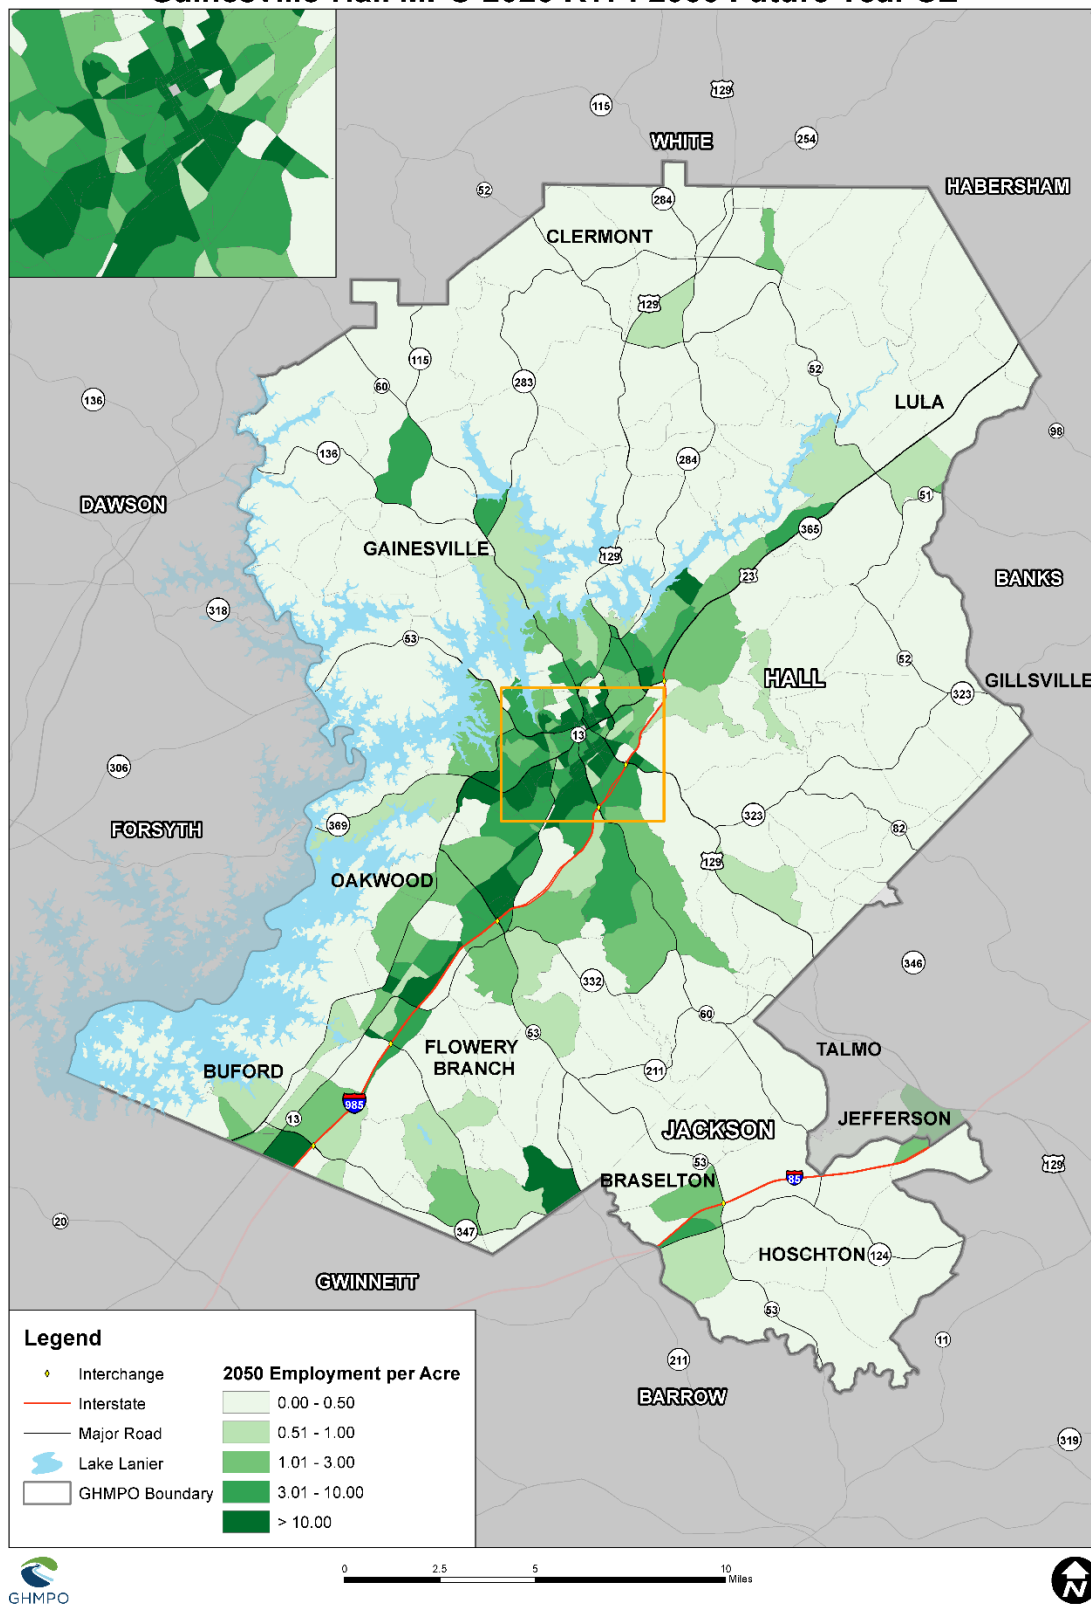 115
129
WHITE
254
HABERSHAM
52
284
CLERMONT
129
115
60
283
52
136
LULA
98
136
284
DAWSON
51
365
GAINESVILLE
129
23
BANKS
318
53
52
HALL
GILLSVILLE
323
13
306
323
82
FORSYTH
369
129
OAKWOOD
346
332
60
53
TALMO
FLOWERY
BRANCH
211
BUFORD
985
13
JEFFERSON
JACKSON
53
129
BRASELTON
85
20
347
HOSCHTON
124
GWINNETT
53
11
211
BARROW
319
Legend
Interchange
Interstate
Major Road
Lake Lanier
GHMPO Boundary
2050 Employment per Acre
0.00 - 0.50
0.51 - 1.00
1.01 - 3.00
3.01 - 10.00
> 10.00
GHMPO
0
2.5
5
10
Miles
N